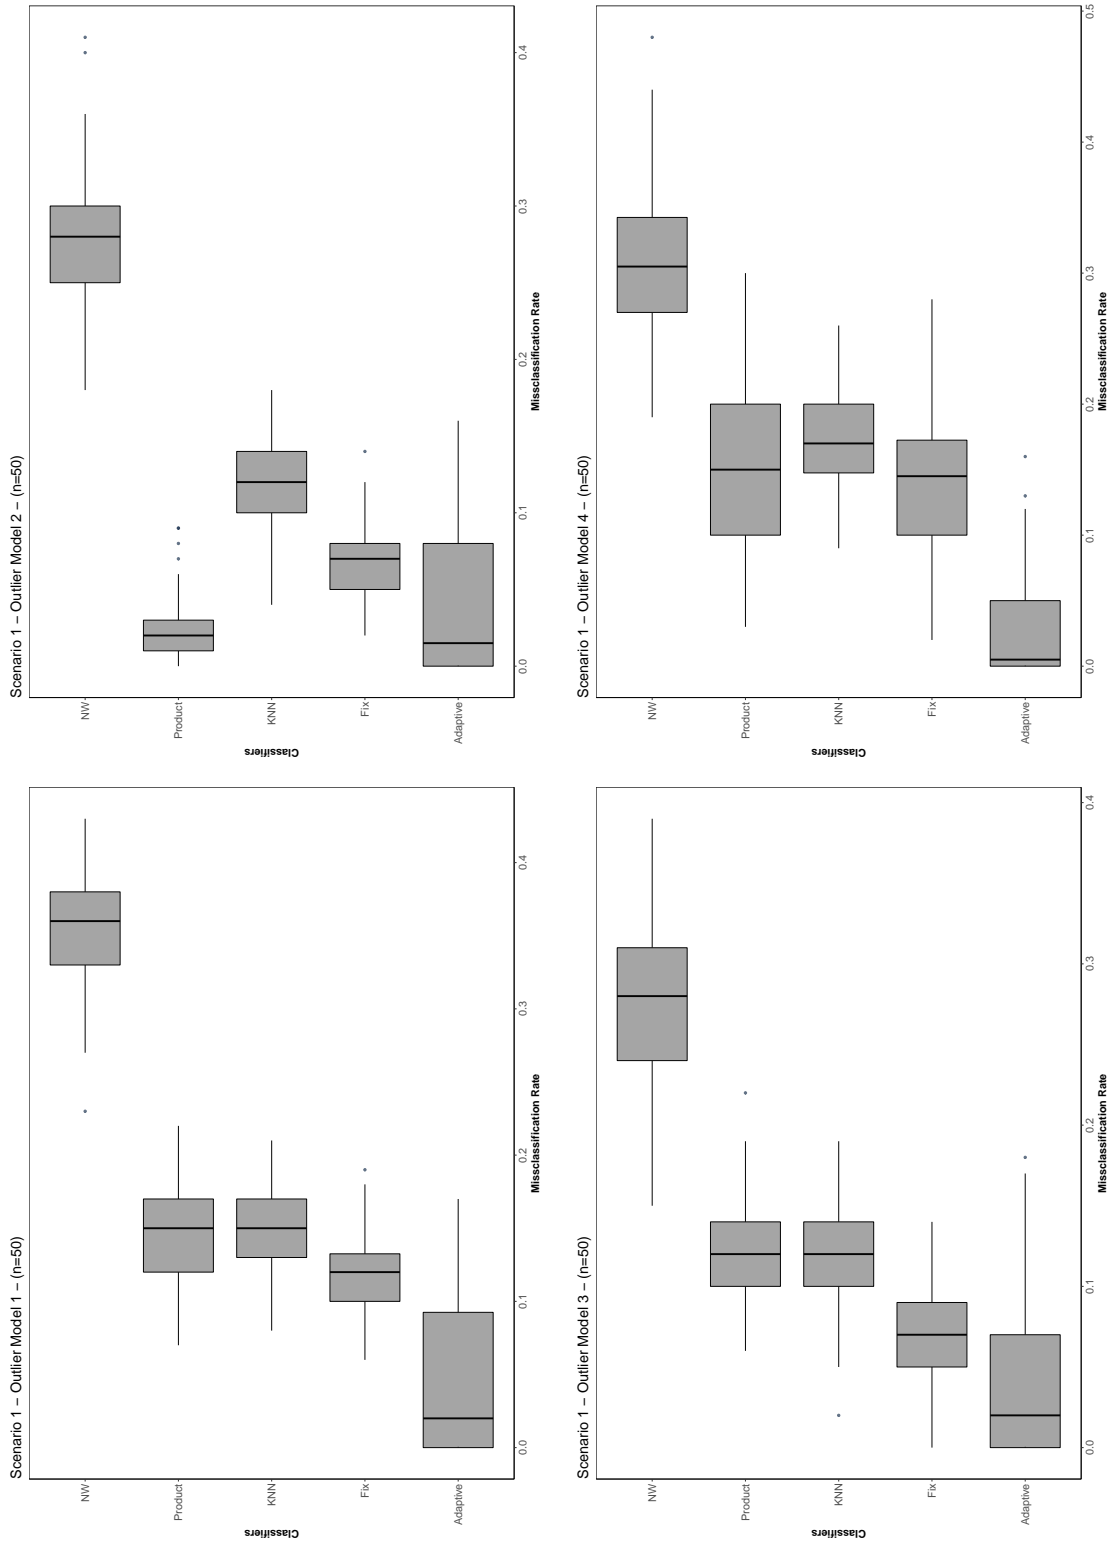 Scenario 1 – Outlier Model 1 – (n=50)
NW
Product
KNN
Fix
Adaptive
Classifiers
0.0 0.1 0.2 0.3 0.4
Missclassification Rate
Scenario 1 – Outlier Model 2 – (n=50)
NW
Product
KNN
Fix
Adaptive
Classifiers
0.0 0.1 0.2 0.3 0.4
Missclassification Rate
Scenario 1 – Outlier Model 3 – (n=50)
NW
Product
KNN
Fix
Adaptive
Classifiers
0.0 0.1 0.2 0.3 0.4
Missclassification Rate
Scenario 1 – Outlier Model 4 – (n=50)
NW
Product
KNN
Fix
Adaptive
Classifiers
0.0 0.1 0.2 0.3 0.4 0.5
Missclassification Rate